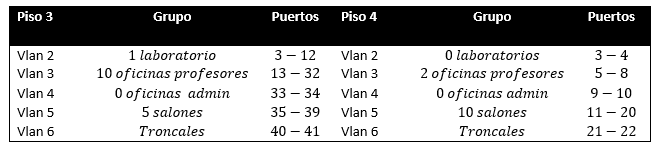 Piso 3 Grupo Puertos Piso 4 Grupo Puertos
Vlan 2 1 laboratorio 3 − 12 Vlan 2 0 laboratorios 3 − 4
Vlan 3 10 oficinas profesores 13 − 32 Vlan 3 2 oficinas profesores 5 − 8
Vlan 4 0 oficinas admin 33 − 34 Vlan 4 0 oficinas admin 9 − 10
Vlan 5 5 salones 35 − 39 Vlan 5 10 salones 11 − 20
Vlan 6 Troncales 40 − 41 Vlan 6 Troncales 21 − 22